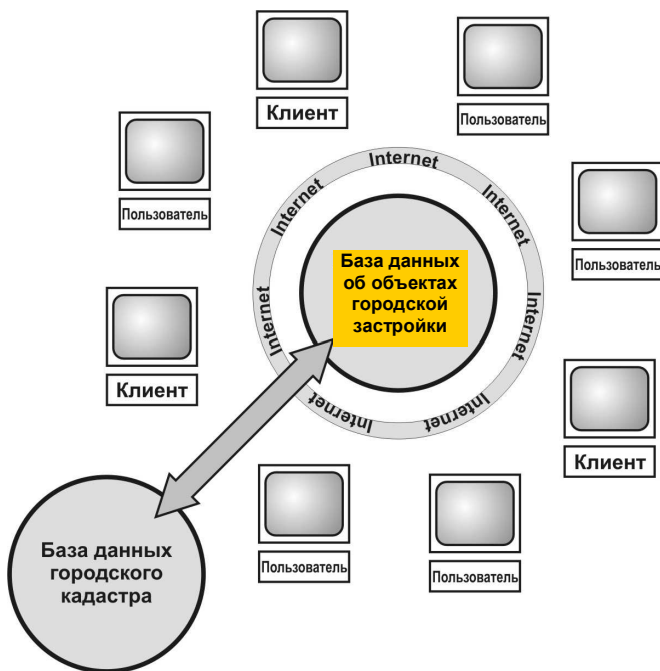 Клиент
Пользователь
Пользователь
Internet
Internet
Internet
Пользователь
База данных
об объектах
городской
застройки
Internet
Internet
Клиент
Internet
Internet
Клиент
База данных
городского
кадастра
Пользователь
Пользователь